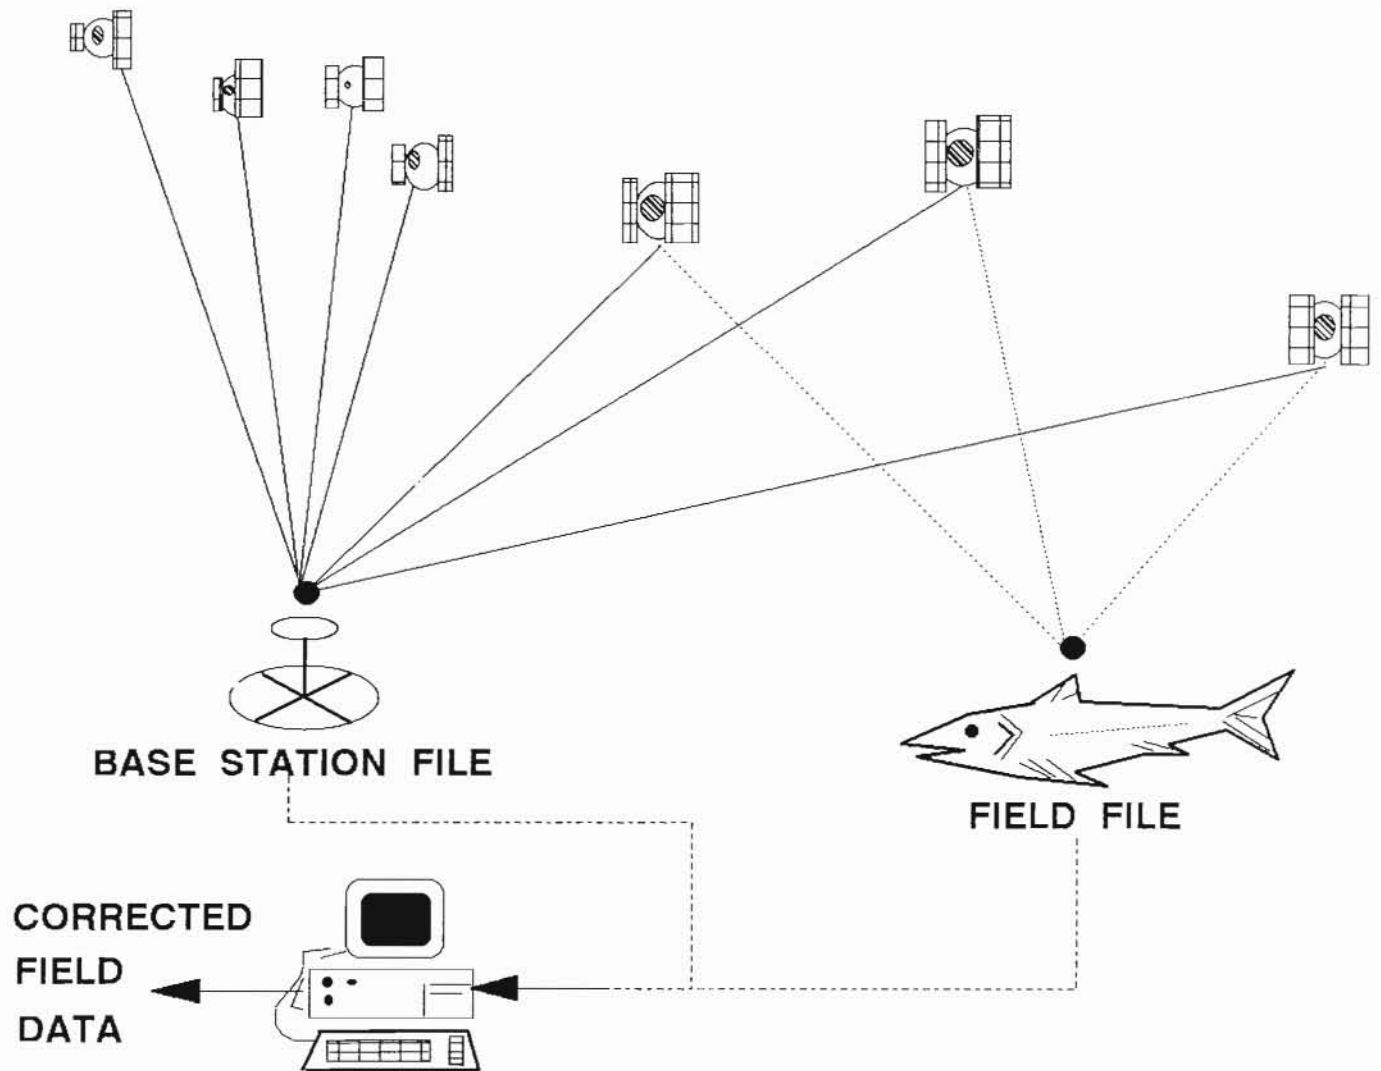 BASE STATION FILE
FIELD FILE
CORRECTED
FIELD
DATA